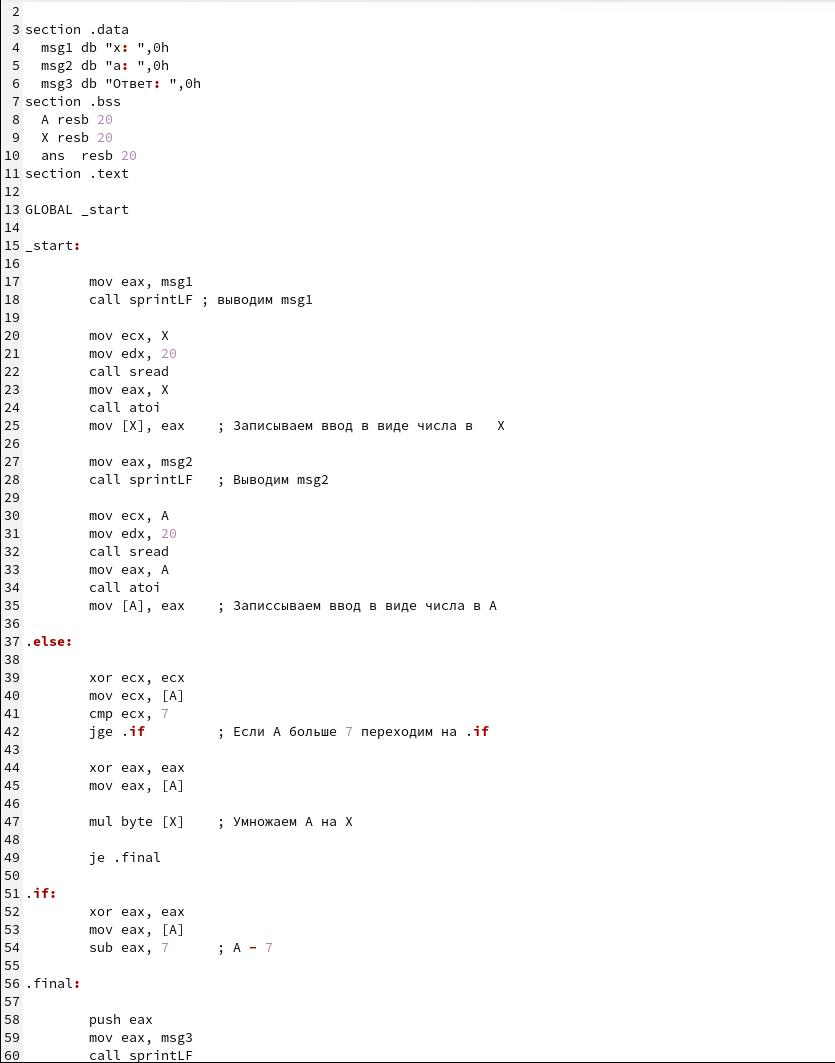 2
3 section .data
4   msg1 db "x: ",0h
5   msg2 db "a: ",0h
6   msg3 db "Ответ: ",0h
7 section .bss
8   A resb 20
9   X resb 20
10   ans  resb 20
11 section .text
12
13 GLOBAL _start
14
15 _start:
16
17         mov eax, msg1
18         call sprintLF ; выводим msg1
19
20         mov ecx, X
21         mov edx, 20
22         call sread
23         mov eax, X
24         call atoi
25         mov [X], eax    ; Записываем ввод в виде числа в   X
26
27         mov eax, msg2
28         call sprintLF   ; Выводим msg2
29
30         mov ecx, A
31         mov edx, 20
32         call sread
33         mov eax, A
34         call atoi
35         mov [A], eax    ; Записсываем ввод в виде числа в A
36
37 .else:
38
39         xor ecx, ecx
40         mov ecx, [A]
41         cmp ecx, 7
42         jge .if         ; Если A больше 7 переходим на .if
43
44         xor eax, eax
45         mov eax, [A]
46
47         mul byte [X]    ; Умножаем A на X
48
49         je .final
50
51 .if:
52         xor eax, eax
53         mov eax, [A]
54         sub eax, 7      ; A - 7
55
56 .final:
57
58         push eax
59         mov eax, msg3
60         call sprintLF